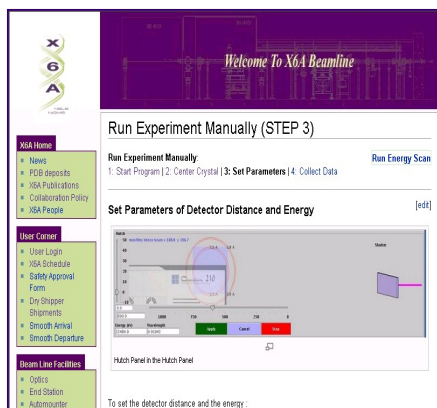 X
6
A
Welcome To X6A Beamline
Run Experiment Manually (STEP 3)
Run Experiment Manually:
Run Energy Scan
1: Start Program | 2: Center Crystal | 3: Set Parameters | 4: Collect Data
Set Parameters of Detector Distance and Energy
[edit]
Hutch
Shutter
210
Energy (eV)
Wavelength
Apply
Cancel
Stop
Hutch Panel in the Hutch Panel
To set the detector distance and the energy :
X6A Home
News
PDB deposits
X6A Publications
Collaboration Policy
X6A People
User Corner
User Login
X6A Schedule
Safety Approval
Form
Dry Shipper
Shipments
Smooth Arrival
Smooth Departure
Beam Line Facilities
Optics
End Station
Automounter